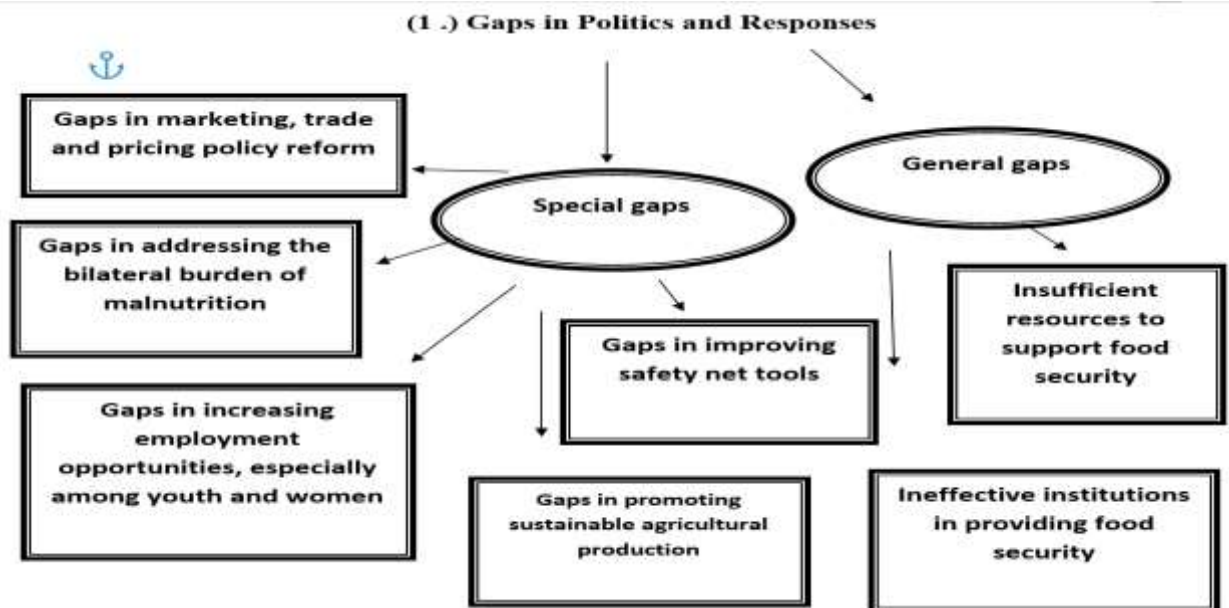 (1 .) Gaps in Politics and Responses
Gaps in marketing, trade
and pricing policy reform
General gaps
Special gaps
Gaps in addressing the
bilateral burden of
malnutrition
Insufficient
resources to
support food
security
Gaps in improving
safety net tools
Gaps in increasing
employment
opportunities, especially
among youth and women
Gaps in promoting
sustainable agricultural
production
Ineffective institutions
in providing food
security